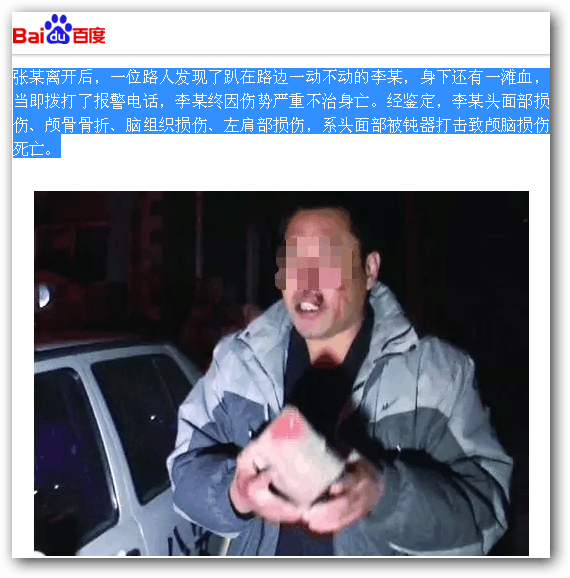 Bai du 百度
张某离开后，一位路人发现了趴在路边一动不动的李某，身下还有一滩血，
当即拨打了报警电话，李某终因伤势严重不治身亡。经鉴定，李某头面部损
伤、颅骨骨折、脑组织损伤、左肩部损伤，系头面部被钝器打击致颅脑损伤
死亡。